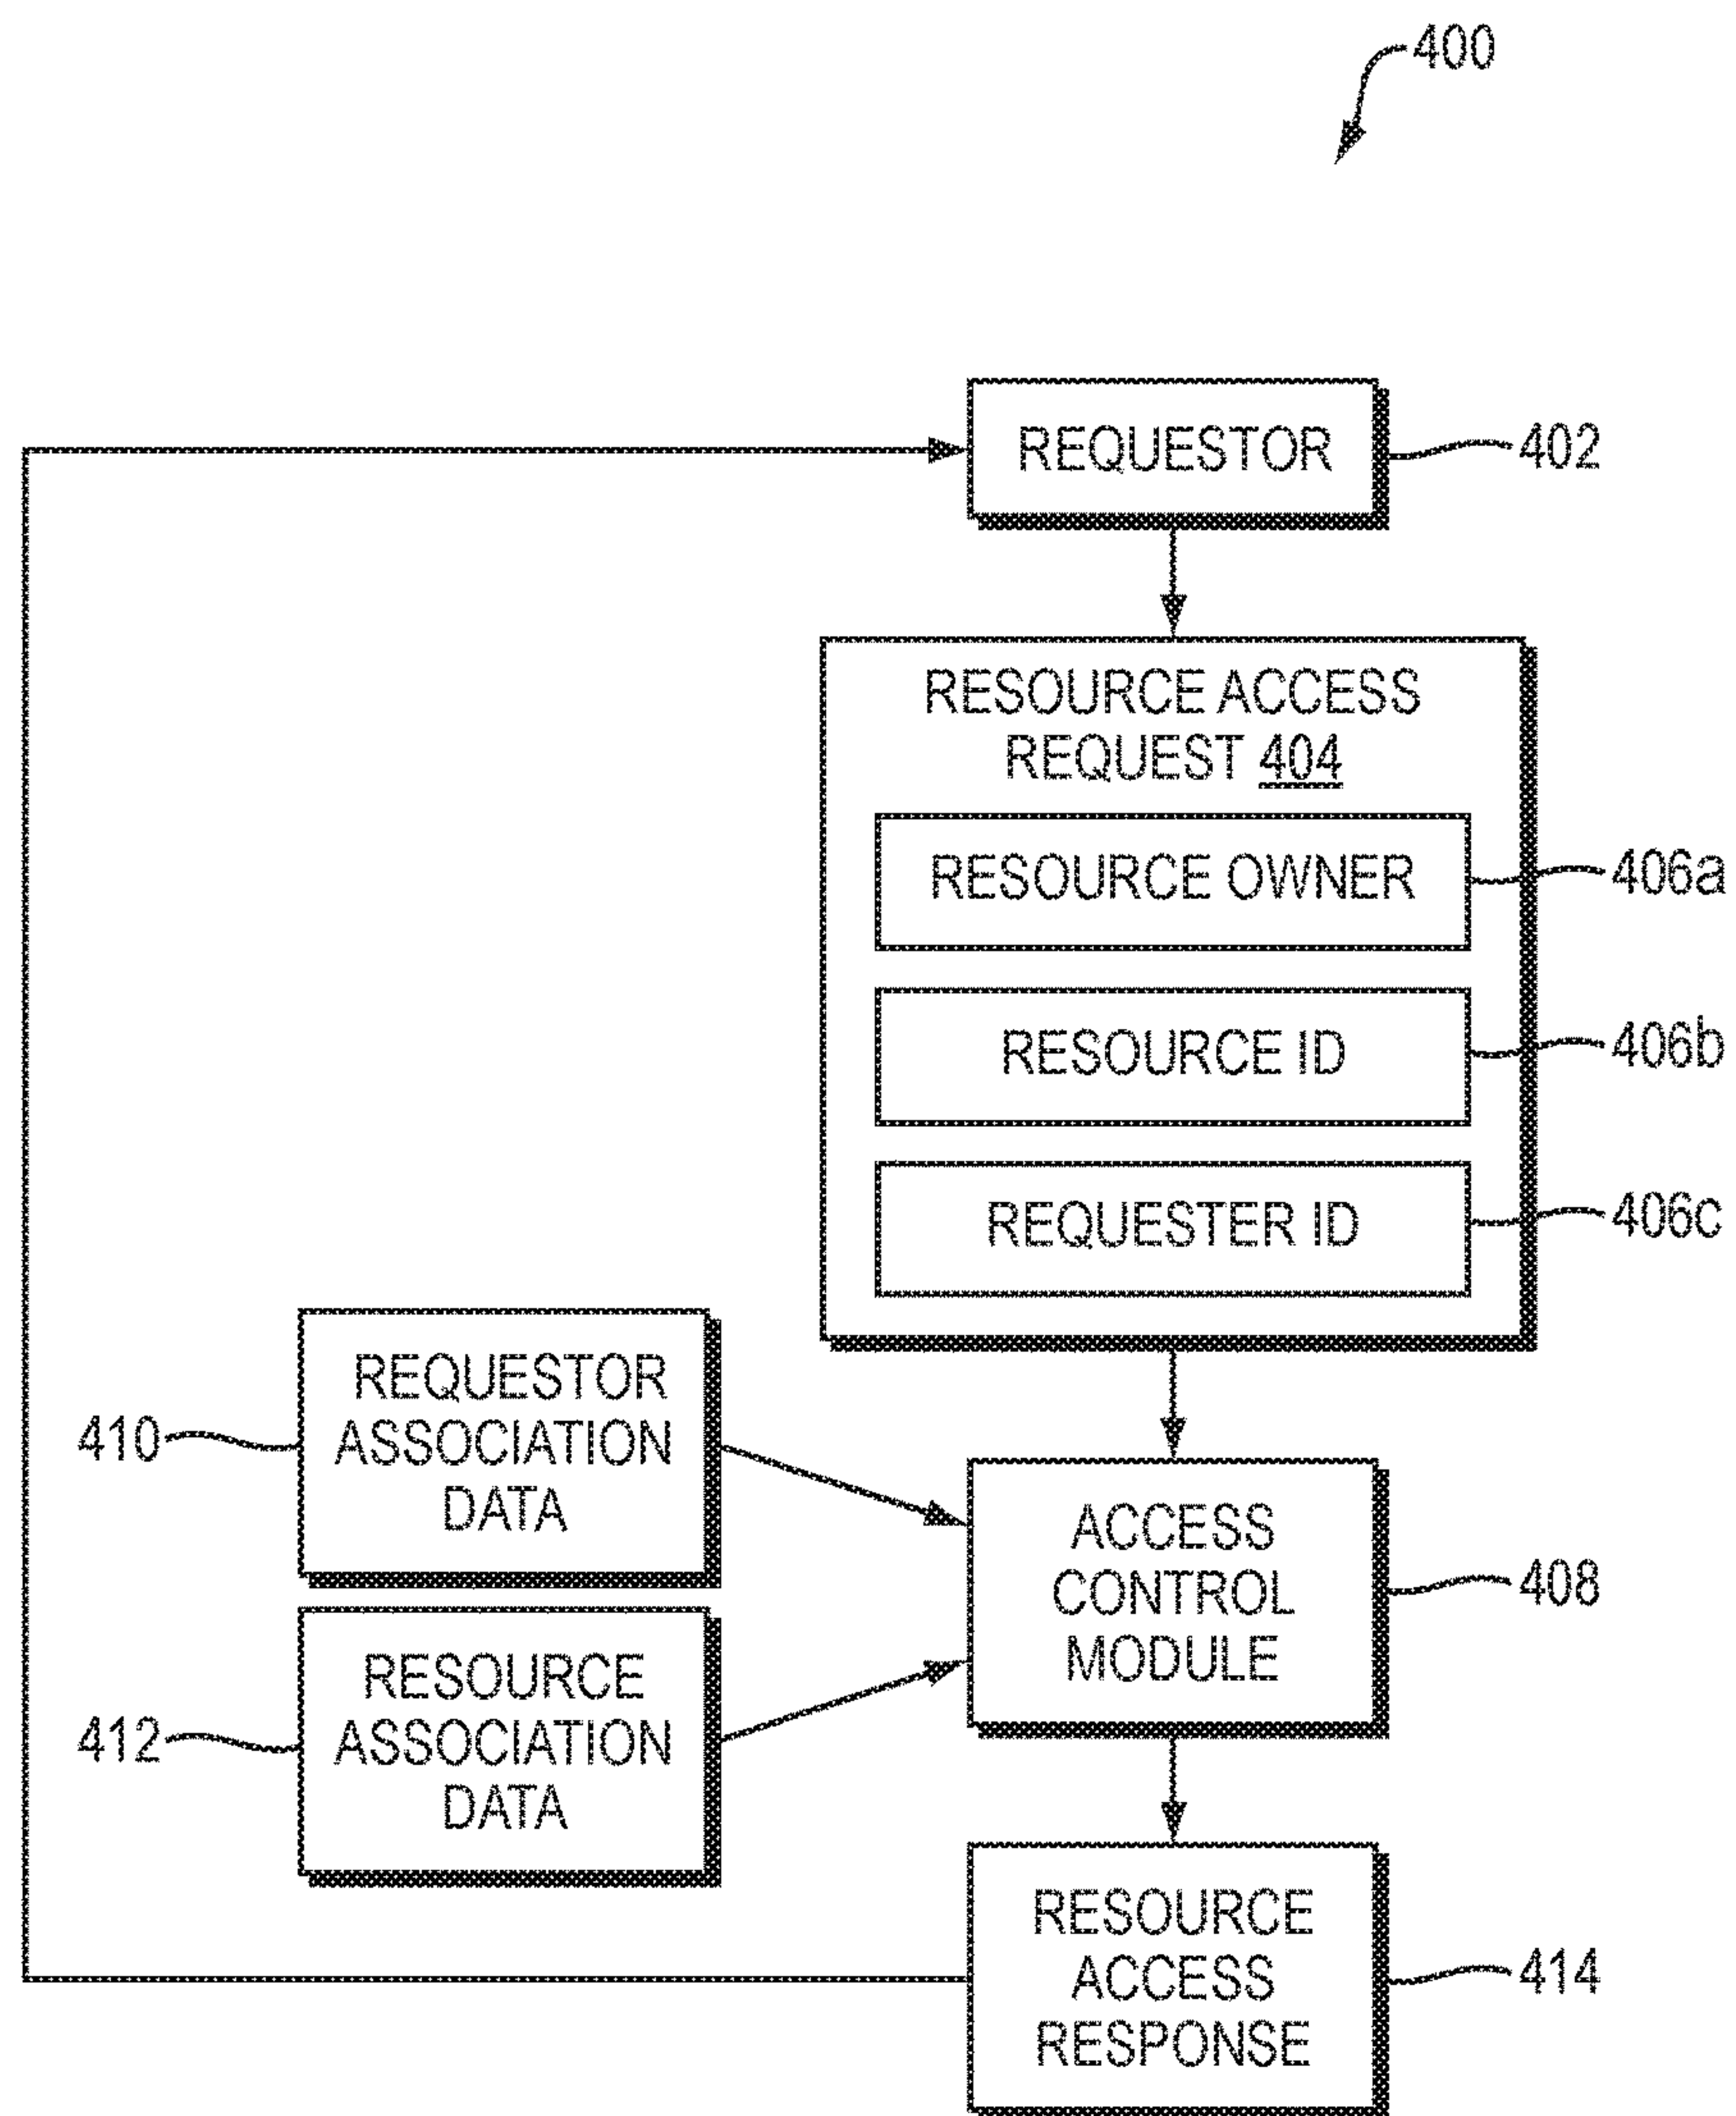 400
REQUESTOR
402
RESOURCE ACCESS
REQUEST 404
RESOURCE OWNER
406a
RESOURCE ID
406b
REQUESTER ID
406c
REQUESTOR
ASSOCIATION
DATA
410
ACCESS
CONTROL
MODULE
408
RESOURCE
ASSOCIATION
DATA
412
RESOURCE
ACCESS
RESPONSE
414